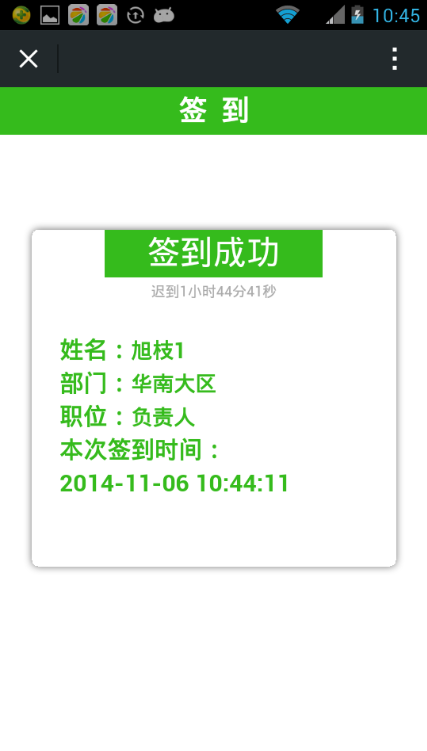 10:45
签 到
签到成功
迟到1小时44分41秒
姓名：旭枝1
部门：华南大区
职位：负责人
本次签到时间：
2014-11-06 10:44:11